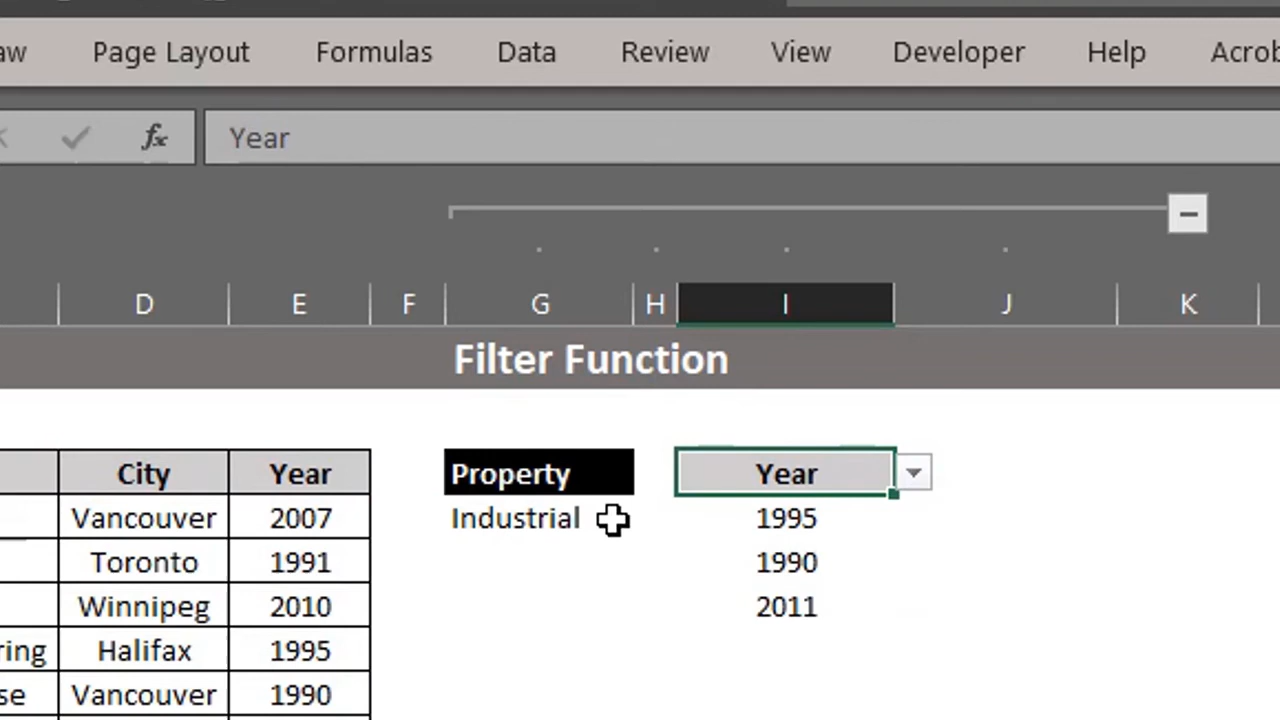 aw Page Layout Formulas Data Review View Developer Help Acrob
fx Year
D E F G H I J K
Filter Function
City Year Property Year
Vancouver 2007 Industrial 1995
Toronto 1991 1990
Winnipeg 2010 2011
ring Halifax 1995
se Vancouver 1990